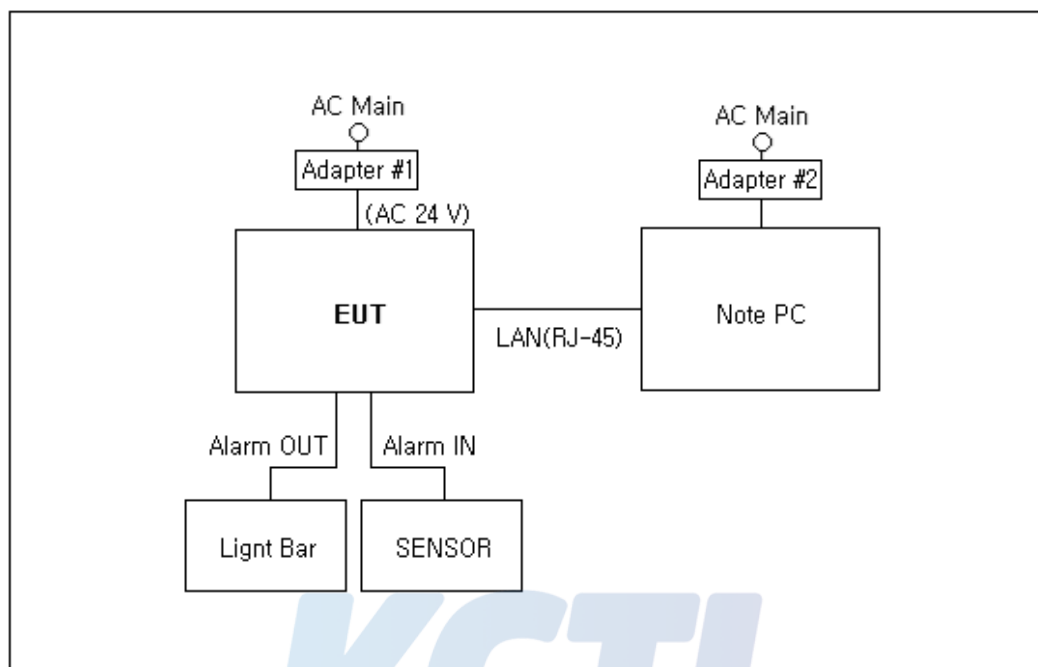 AC Main
Adapter #1
(AC 24 V)
AC Main
Adapter #2
EUT
LAN(RJ-45)
Note PC
Alarm OUT
Alarm IN
Lignt Bar
SENSOR
KCTL